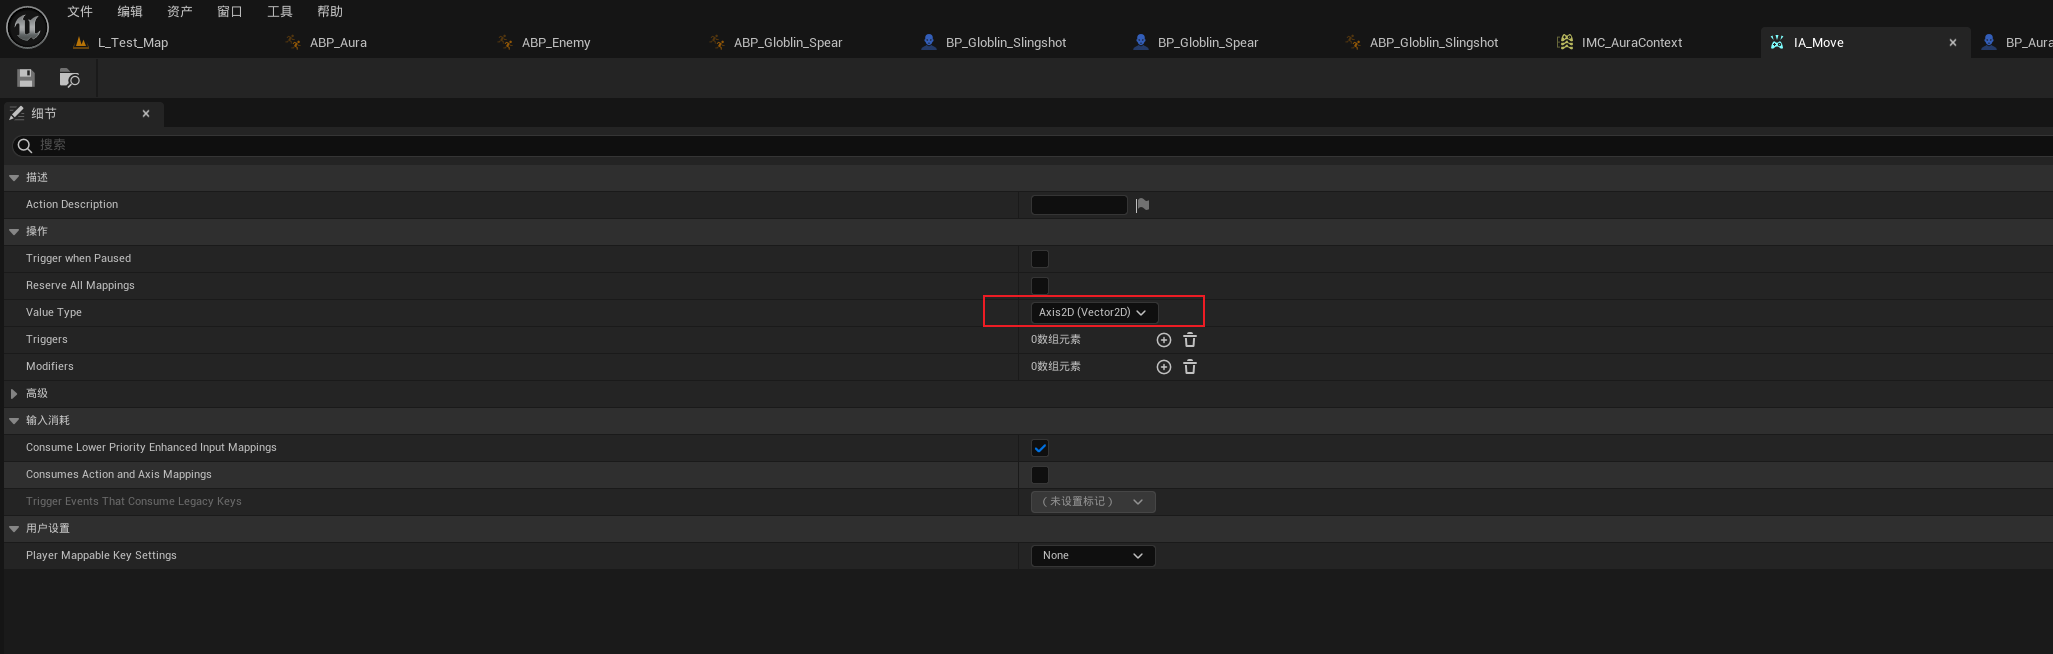 文件 编辑 资产 窗口 工具 帮助
L_Test_Map ABP_Aura ABP_Enemy ABP_Globlin_Spear BP_Globlin_Slingshot BP_Globlin_Spear ABP_Globlin_Slingshot IMC_AuraContext IA_Move BP_Aura
细节
搜索
描述
Action Description
操作
Trigger when Paused
Reserve All Mappings
Value Type Axis2D (Vector2D)
Triggers 0数组元素
Modifiers 0数组元素
高级
输入消耗
Consume Lower Priority Enhanced Input Mappings
Consumes Action and Axis Mappings
Trigger Events That Consume Legacy Keys （未设置标记）
用户设置
Player Mappable Key Settings None